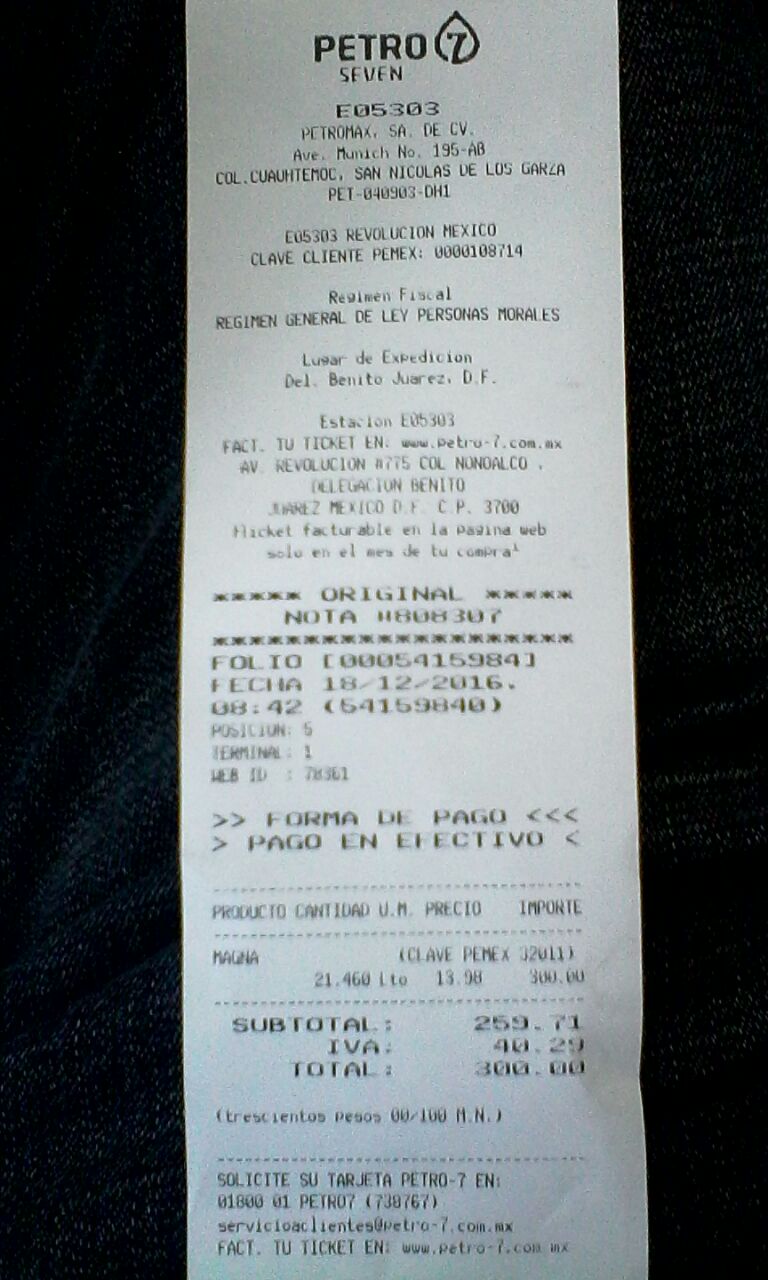 PETRO 7
SEVEN
E05303
PETROMAX, SA. DE CV.
Ave. Munich No. 195-AB
COL.CUAUHTEMOC, SAN NICOLAS DE LOS GARZA
PET-040903-DH1
E05303 REVOLUCION MEXICO
CLAVE CLIENTE PEMEX: 0000108714
Regimen Fiscal
REGIMEN GENERAL DE LEY PERSONAS MORALES
Lugar de Expedicion
Del. Benito Juarez, D.F.
Estacion E05303
FACT. TU TICKET EN: www.petro-7.com.mx
AV. REVOLUCION #775 COL NONOALCO .
DELEGACION BENITO
JUAREZ MEXICO D.F. C.P. 3700
facturable en la pagina web
solo en el mes de tu compra
***** ORIGINAL *****
NOTA #808307
*********************
FOLIO [0005415984]
FECHA 18/12/2016.
08:42 (54159840)
POSICION: 5
TERMINAL: 1
WEB ID : 78361
>> FORMA DE PAGO <<<
> PAGO EN EFECTIVO <
PRODUCTO CANTIDAD U.M. PRECIO IMPORTE
MAGNA (CLAVE PEMEX 32011)
21.460 Lto 13.98 300.00
SUBTOTAL: 259.71
IVA: 40.29
TOTAL: 300.00
(trescientos pesos 00/100 M.N.)
SOLICITE SU TARJETA PETRO-7 EN:
01800 01 PETRO7 (738767)
servicioaclientes@petro-7.com.mx
FACT. TU TICKET EN: www.petro-7.com.mx